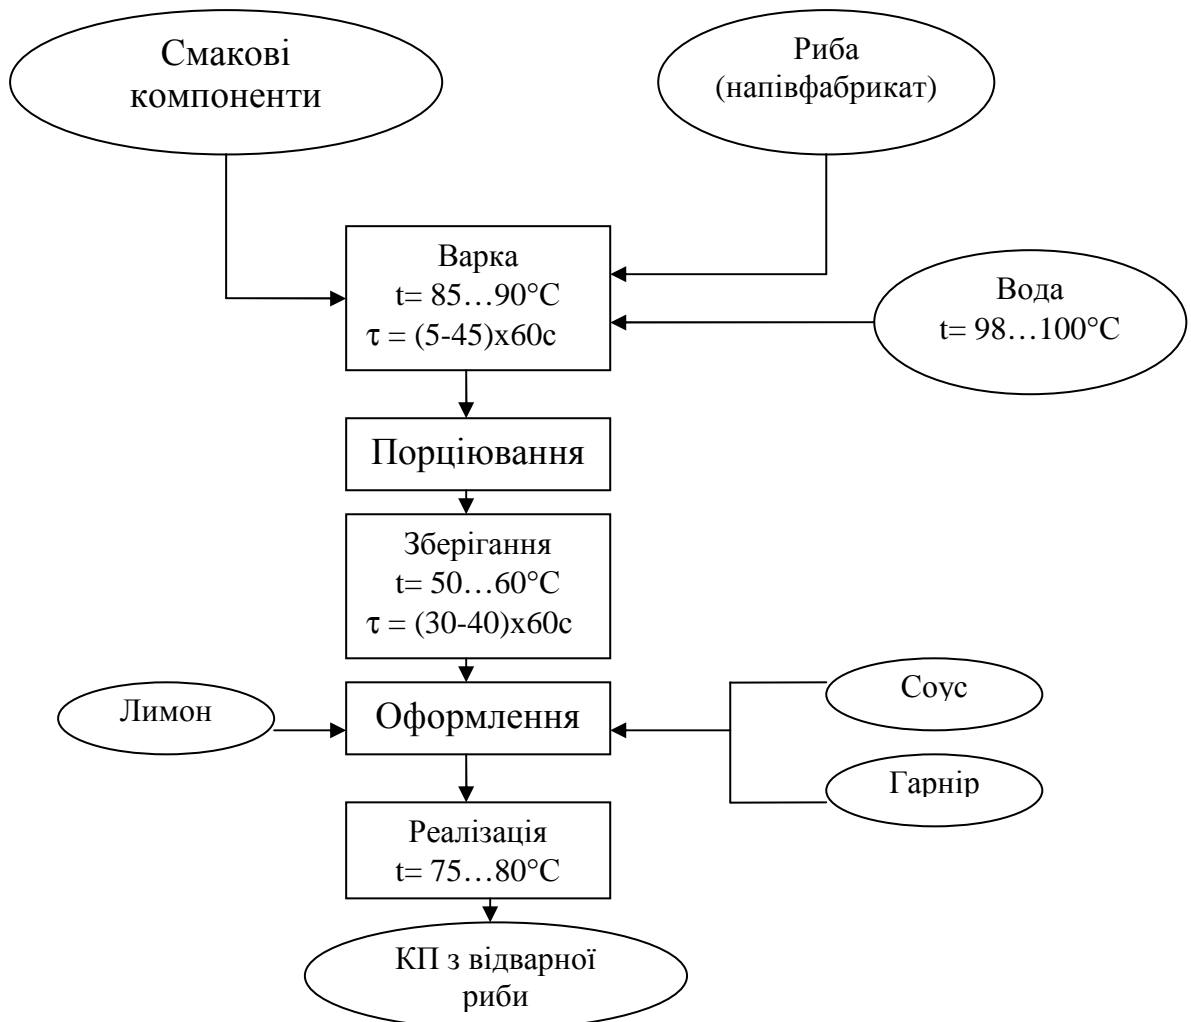 Смакові
компоненти
Риба
(напівфабрикат)
Варка
t= 85…90°С
τ = (5-45)х60с
Вода
t= 98…100°С
Порціювання
Зберігання
t= 50…60°С
τ = (30-40)х60с
Лимон
Оформлення
Соус
Гарнір
Реалізація
t= 75…80°С
КП з відварної
риби